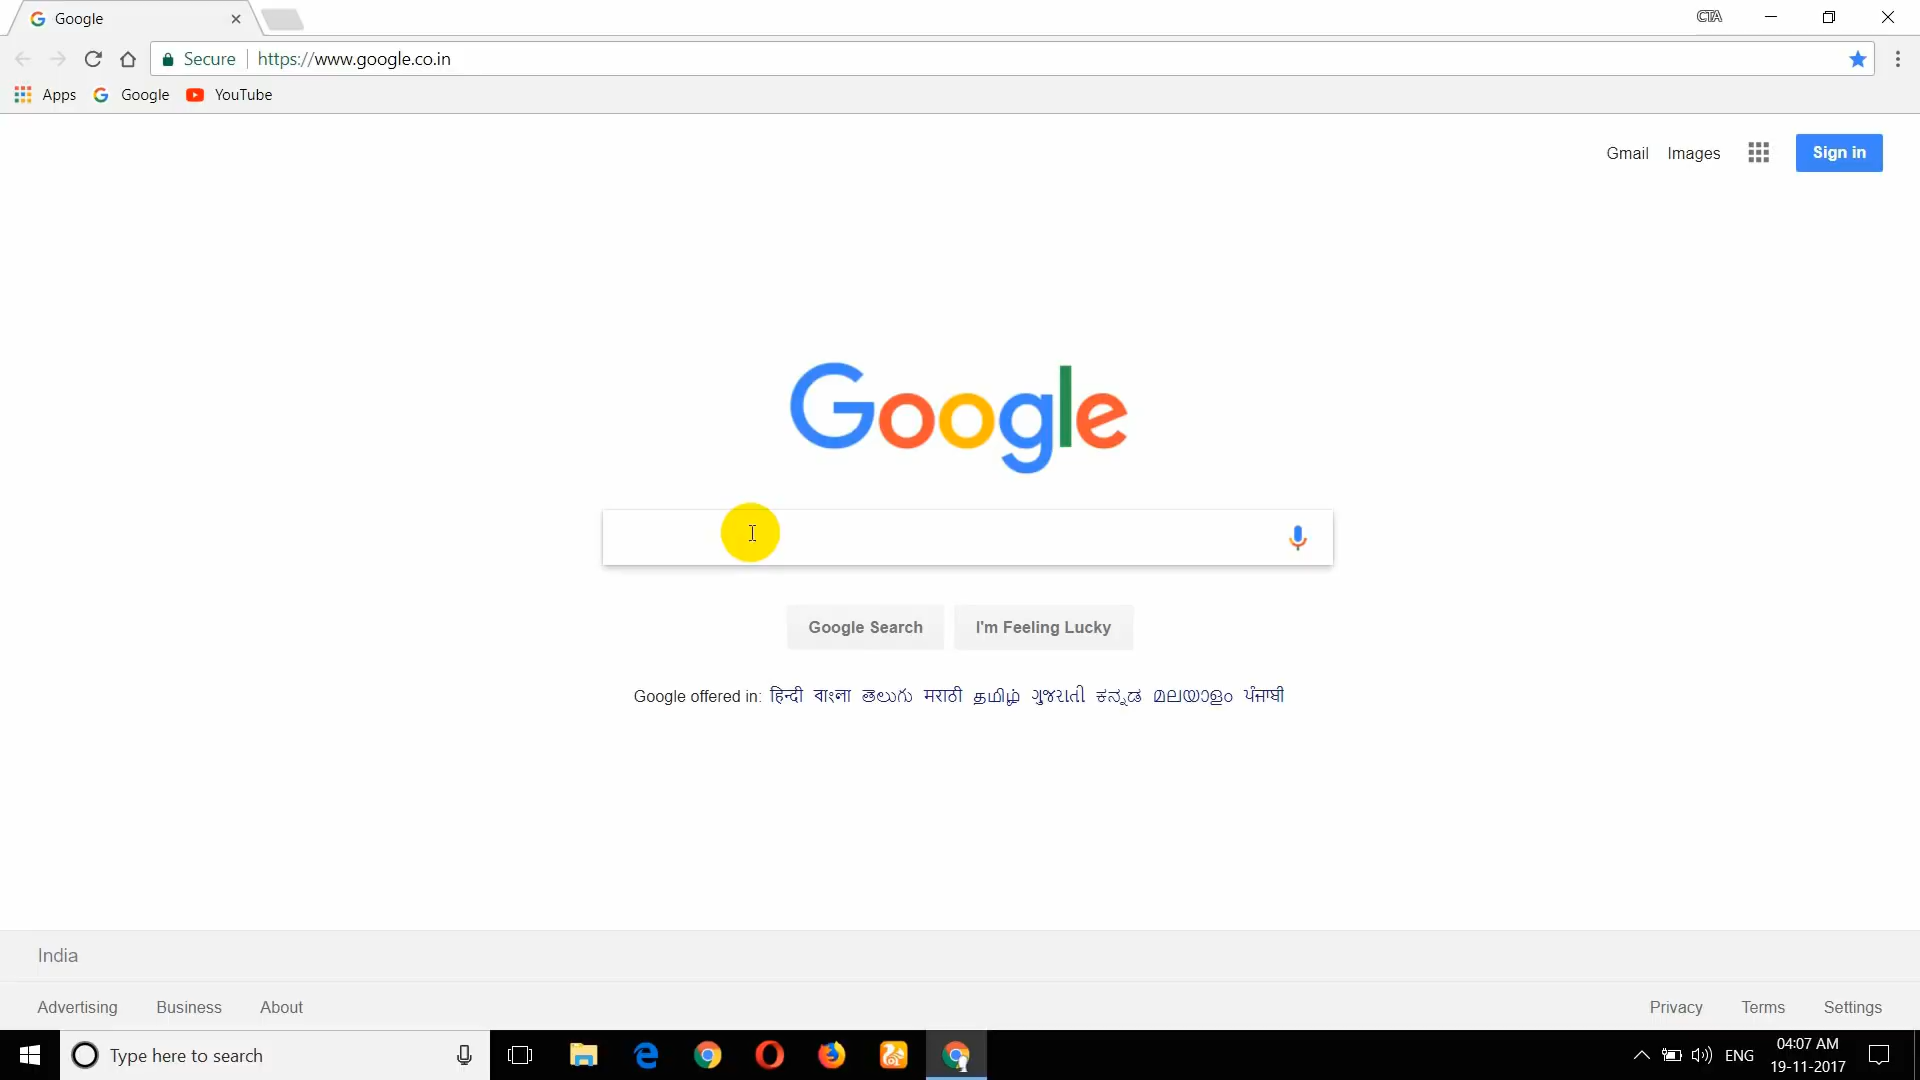 Google
CTA
Secure https://www.google.co.in
Apps Google YouTube
Gmail Images Sign in
Google
Google Search I'm Feeling Lucky
Google offered in: हिन्दी বাংলা తెలుగు मराठी தமிழ் ગુજરાતી ಕನ್ನಡ മലയാളം ਪੰਜਾਬੀ
India
Advertising Business About Privacy Terms Settings
Type here to search ENG 04:07 AM
19-11-2017